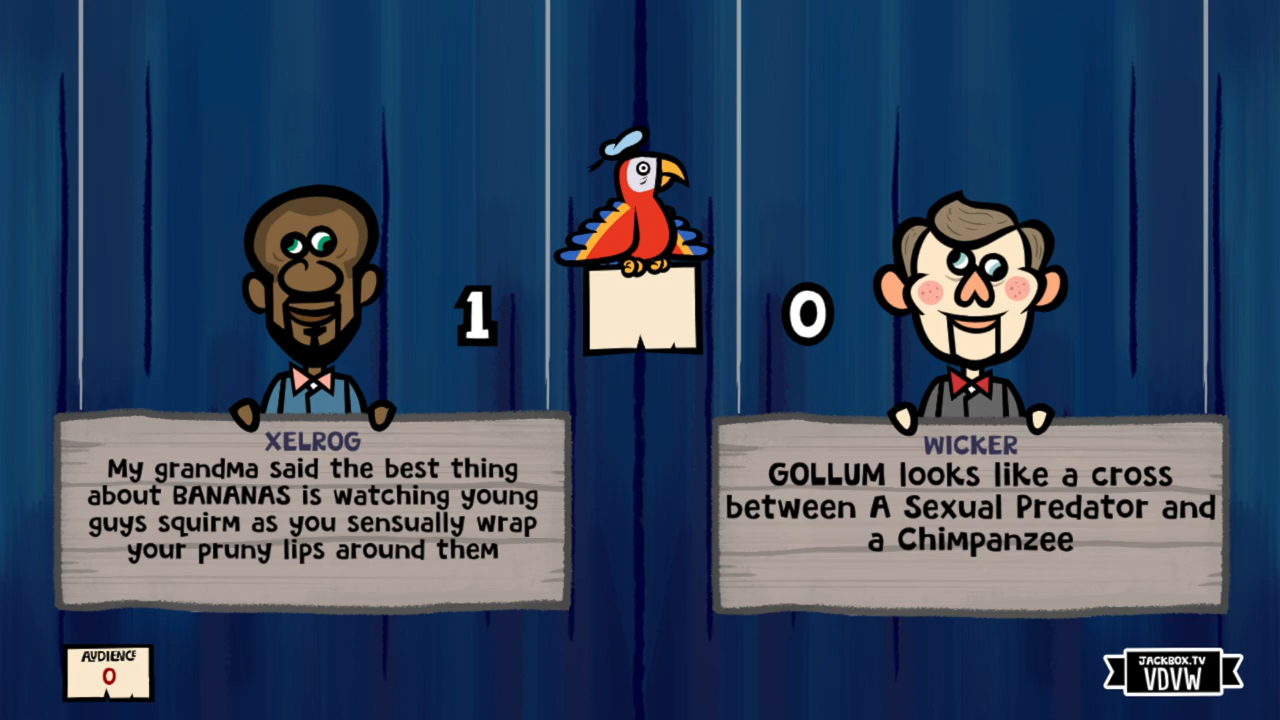 1
0
XELROG
My grandma said the best thing
about BANANAS is watching young
guys squirm as you sensually wrap
your pruny lips around them
WICKER
GOLLUM looks like a cross
between A Sexual Predator and
a Chimpanzee
AUDIENCE
0
JACKBOX.TV
VDVW